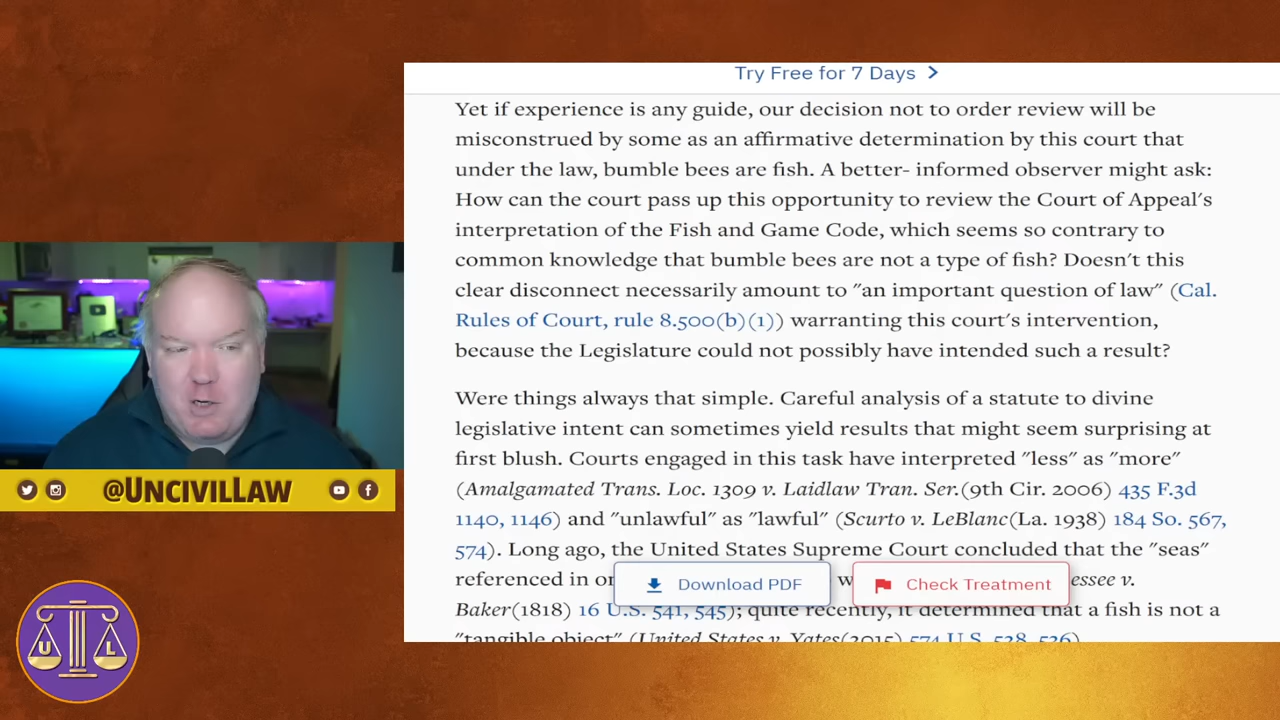 Try Free for 7 Days >
Yet if experience is any guide, our decision not to order review will be
misconstrued by some as an affirmative determination by this court that
under the law, bumble bees are fish. A better- informed observer might ask:
How can the court pass up this opportunity to review the Court of Appeal's
interpretation of the Fish and Game Code, which seems so contrary to
common knowledge that bumble bees are not a type of fish? Doesn't this
clear disconnect necessarily amount to "an important question of law" (Cal.
Rules of Court, rule 8.500(b)(1)) warranting this court's intervention,
because the Legislature could not possibly have intended such a result?
Were things always that simple. Careful analysis of a statute to divine
legislative intent can sometimes yield results that might seem surprising at
first blush. Courts engaged in this task have interpreted "less" as "more"
(Amalgamated Trans. Loc. 1309 v. Laidlaw Tran. Ser.(9th Cir. 2006) 435 F.3d
1140, 1146) and "unlawful" as "lawful" (Scurto v. LeBlanc(La. 1938) 184 So. 567,
574). Long ago, the United States Supreme Court concluded that the "seas"
referenced in
Download PDF
Check Treatment
v.
Baker(1818) 16 U.S. 541, 545); quite recently, it determined that a fish is not a
"tangible object" (United States v. Yates(2015) 574 U.S. 528, 536)
@UNCIVILLAW
U L